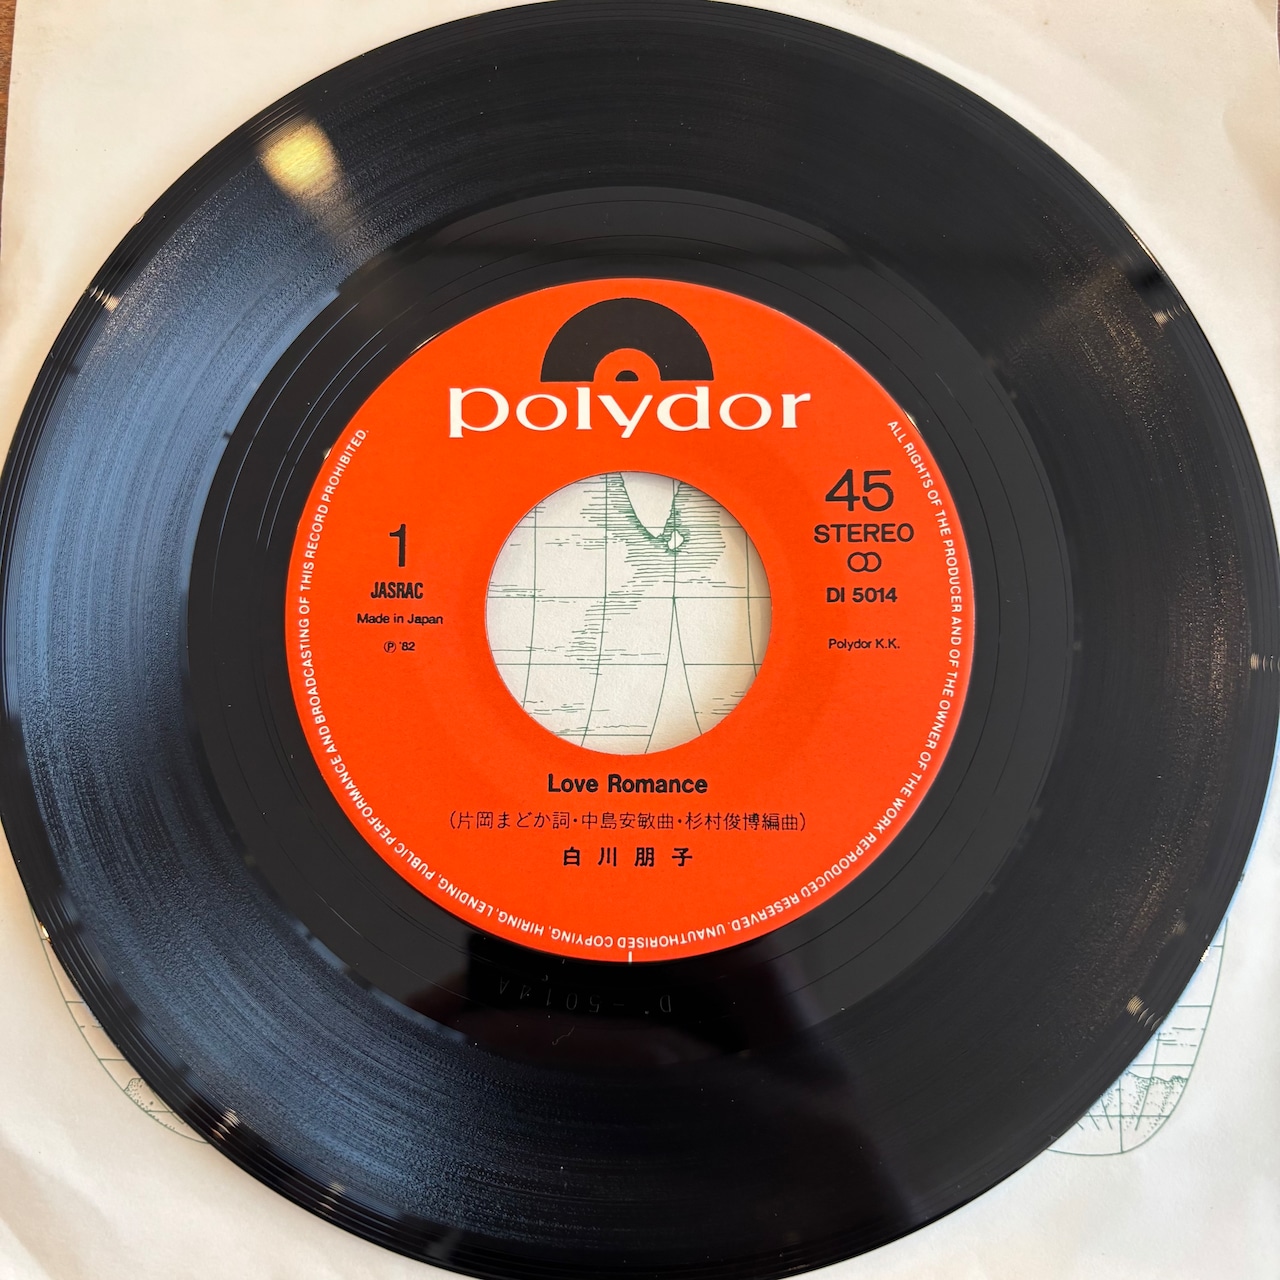 polydor
45
STEREO
DI 5014
Polydor K.K.
1
JASRAC
Made in Japan
Ⓟ '82
Love Romance
(片岡まどか詞・中島安敏曲・杉村俊博編曲)
白川朋子
ALL RIGHTS OF THE PRODUCER AND OF THE OWNER OF THE WORK REPRODUCED RESERVED. UNAUTHORISED COPYING, HIRING, LENDING, PUBLIC PERFORMANCE AND BROADCASTING OF THIS RECORD PROHIBITED.